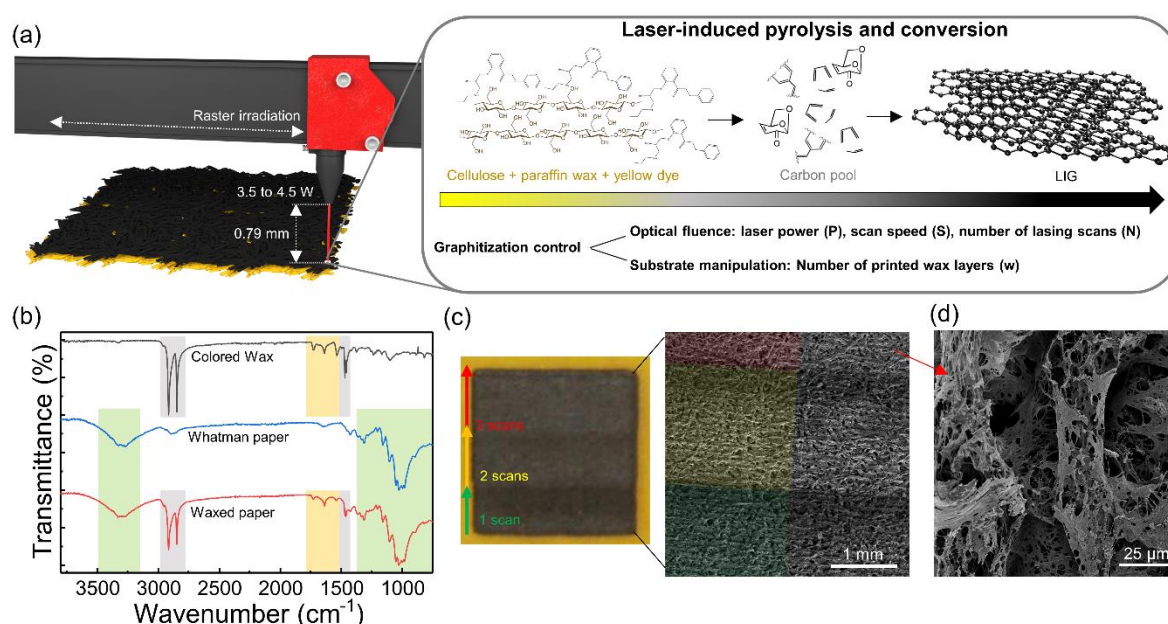 (a)
Raster irradiation
3.5 to 4.5 W
0.79 mm
Laser-induced pyrolysis and conversion
Cellulose + paraffin wax + yellow dye
Carbon pool
LIG
Graphitization control
Optical fluence: laser power (P), scan speed (S), number of lasing scans (N)
Substrate manipulation: Number of printed wax layers (w)
(b)
Transmittance (%)
Colored Wax
Whatman paper
Waxed paper
3500 3000 2500 2000 1500 1000
Wavenumber (cm⁻¹)
(c)
3 scans
2 scans
1 scan
1 mm
(d)
25 µm